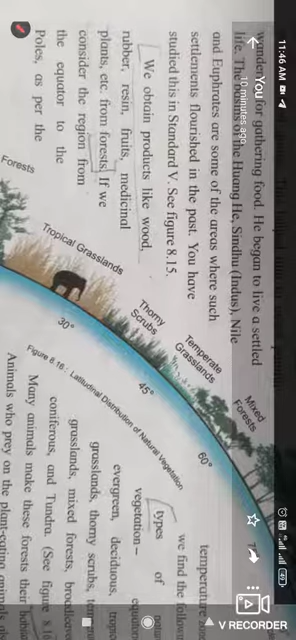 11:46 AM
You
10 minutes ago
wander for gathering food. He began to live a settled
life. The basins of the Huang He, Sindhu (Indus), Nile
and Euphrates are some of the areas where such
settlements flourished in the past. You have
studied this in Standard V. See figure 8.15.
We obtain products like wood,
rubber, resin, fruits, medicinal
plants, etc. from forests. If we
consider the region from
the equator to the
Poles, as per the
Forests
Tropical Grasslands
Thorny
Scrubs
Temperate
Grasslands
Mixed
Forests
30°
45°
60°
Figure 8.16 : Latitudinal Distribution of Natural Vegetation
temperature
we find the follow
types of
vegetation–
evergreen, deciduous,
grasslands, thorny scrubs,
grasslands, mixed forests,
coniferous, and Tundra. (See figure 8.16
Many animals make these forests their
Animals who prey on the plant-eating animals
7
V RECORDER